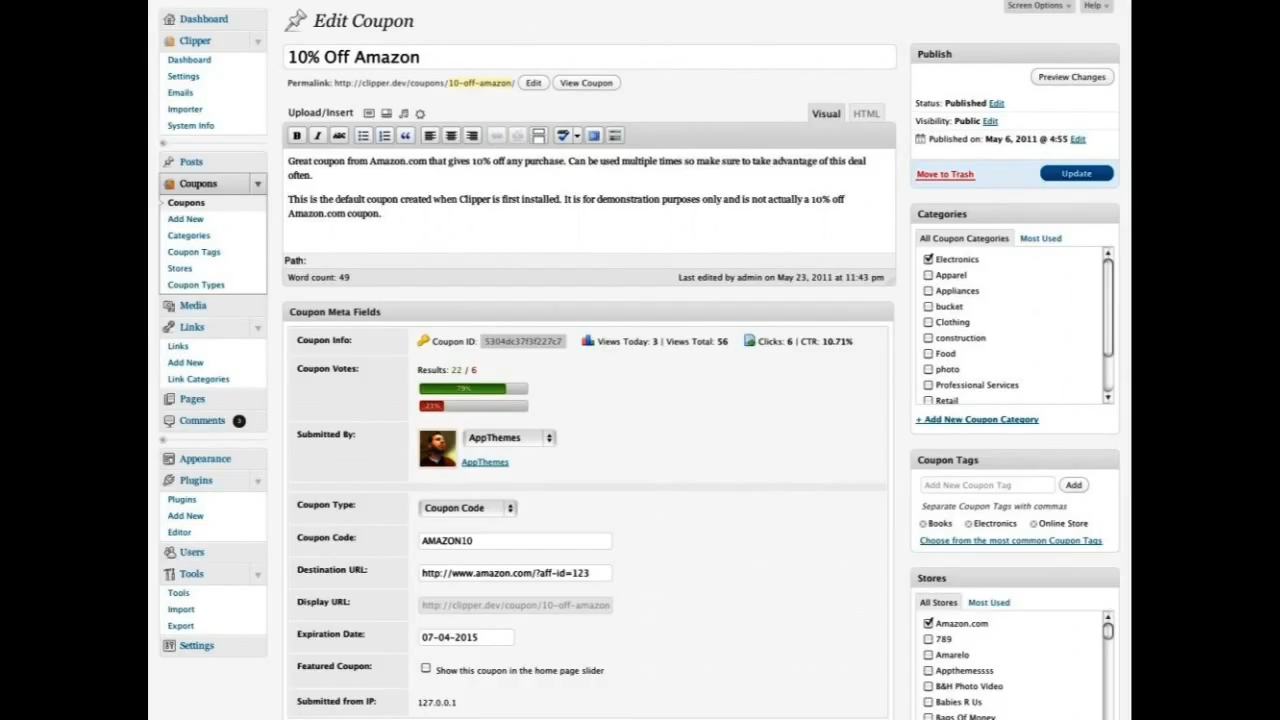 Screen Options
Help
Dashboard
Clipper
Dashboard
Settings
Emails
Importer
System Info
Posts
Coupons
Coupons
Add New
Categories
Coupon Tags
Stores
Coupon Types
Media
Links
Links
Add New
Link Categories
Pages
Comments 3
Appearance
Plugins
Plugins
Add New
Editor
Users
Tools
Tools
Import
Export
Settings
Edit Coupon
10% Off Amazon
Permalink: http://clipper.dev/coupons/10-off-amazon/ Edit View Coupon
Upload/Insert
Visual HTML
B I ABC
Great coupon from Amazon.com that gives 10% off any purchase. Can be used multiple times so make sure to take advantage of this deal
often.
This is the default coupon created when Clipper is first installed. It is for demonstration purposes only and is not actually a 10% off
Amazon.com coupon.
Path:
Word count: 49 Last edited by admin on May 23, 2011 at 11:43 pm
Coupon Meta Fields
Coupon Info: Coupon ID: 5304dc37f3f227c7 Views Today: 3 | Views Total: 56 Clicks: 6 | CTR: 10.71%
Coupon Votes: Results: 22 / 6
79%
21%
Submitted By: AppThemes
AppThemes
Coupon Type: Coupon Code
Coupon Code: AMAZON10
Destination URL: http://www.amazon.com/?aff-id=123
Display URL: http://clipper.dev/coupon/10-off-amazon
Expiration Date: 07-04-2015
Featured Coupon: Show this coupon in the home page slider
Submitted from IP: 127.0.0.1
Publish
Preview Changes
Status: Published Edit
Visibility: Public Edit
Published on: May 6, 2011 @ 4:55 Edit
Move to Trash Update
Categories
All Coupon Categories Most Used
Electronics
Apparel
Appliances
bucket
Clothing
construction
Food
photo
Professional Services
Retail
+ Add New Coupon Category
Coupon Tags
Add New Coupon Tag Add
Separate Coupon Tags with commas
Books Electronics Online Store
Choose from the most common Coupon Tags
Stores
All Stores Most Used
Amazon.com
789
Amarelo
Appthemessss
B&H Photo Video
Babies R Us
Bags Of Money